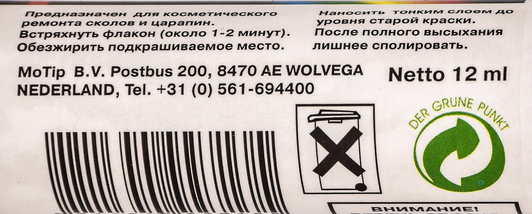 Предназначен для косметического
ремонта сколов и царапин.
Встряхнуть флакон (около 1-2 минут).
Обезжирить подкрашиваемое место.
Наносить тонким слоем до
уровня старой краски.
После полного высыхания
лишнее сполировать.
MoTip B.V. Postbus 200, 8470 AE WOLVEGA
NEDERLAND, Tel. +31 (0) 561-694400
Netto 12 ml
DER GRÜNE PUNKT
ВНИМАНИЕ!